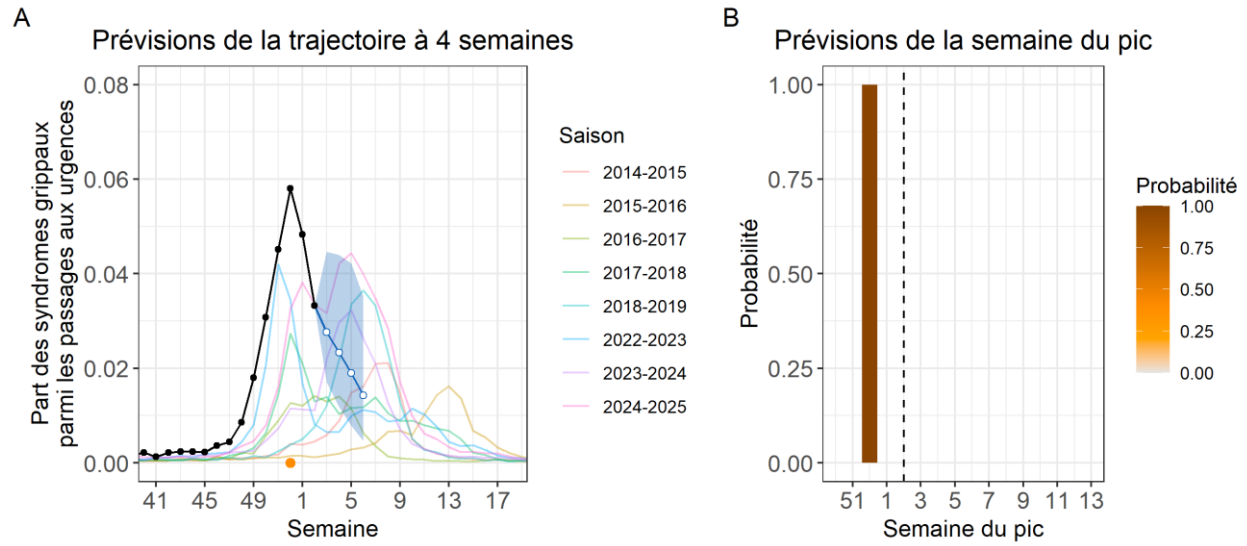 A
Prévisions de la trajectoire à 4 semaines
Part des syndromes grippaux
parmi les passages aux urgences
0.08
0.06
0.04
0.02
0.00
41 45 49 1 5 9 13 17
Semaine
Saison
2014-2015
2015-2016
2016-2017
2017-2018
2018-2019
2022-2023
2023-2024
2024-2025
B
Prévisions de la semaine du pic
Probabilité
1.00
0.75
0.50
0.25
0.00
51 1 3 5 7 9 11 13
Semaine du pic
Probabilité
1.00
0.75
0.50
0.25
0.00